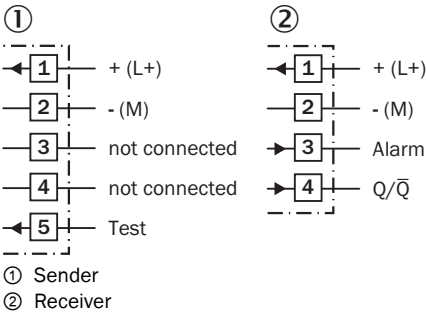 ① ②
1 + (L+) 1 + (L+)
2 - (M) 2 - (M)
3 not connected 3 Alarm
4 not connected 4 Q/Q̅
5 Test
① Sender
② Receiver